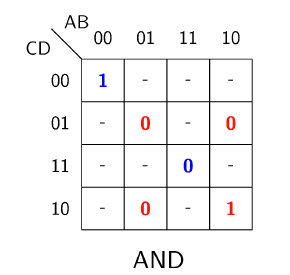 AB
CD 00 01 11 10
00 1 - - -
01 - 0 - 0
11 - - 0 -
10 - 0 - 1
AND